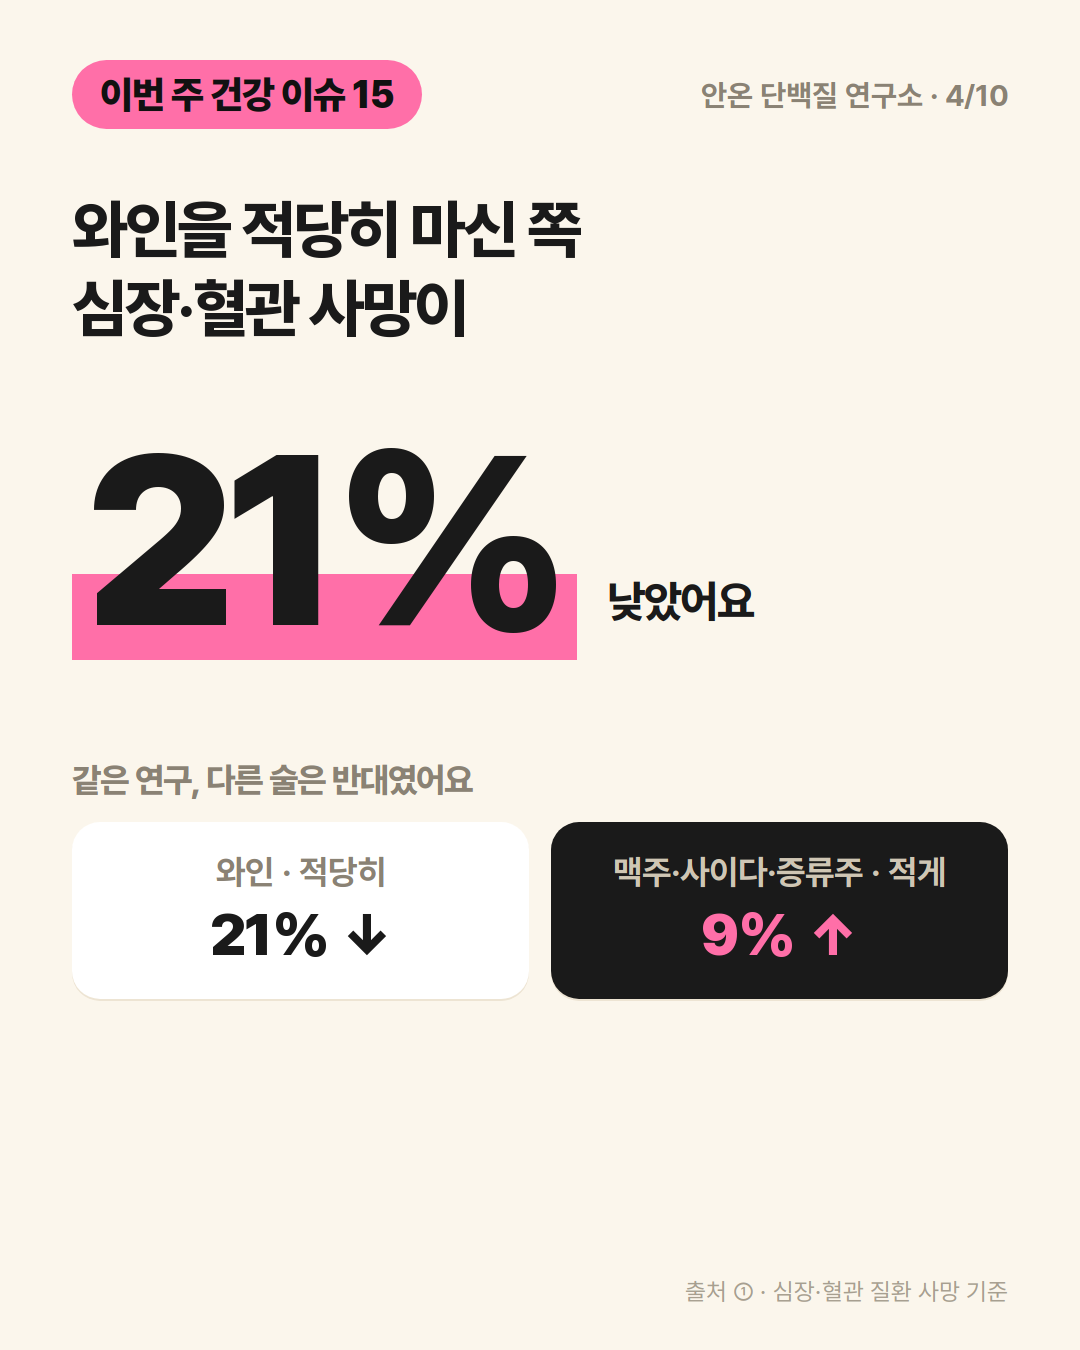 이번 주 건강 이슈 15
안온 단백질 연구소 · 4/10
와인을 적당히 마신 쪽
심장·혈관 사망이
21%
낮았어요
같은 연구, 다른 술은 반대였어요
와인 · 적당히
21% ↓
맥주·사이다·증류주 · 적게
9% ↑
출처 ① · 심장·혈관 질환 사망 기준